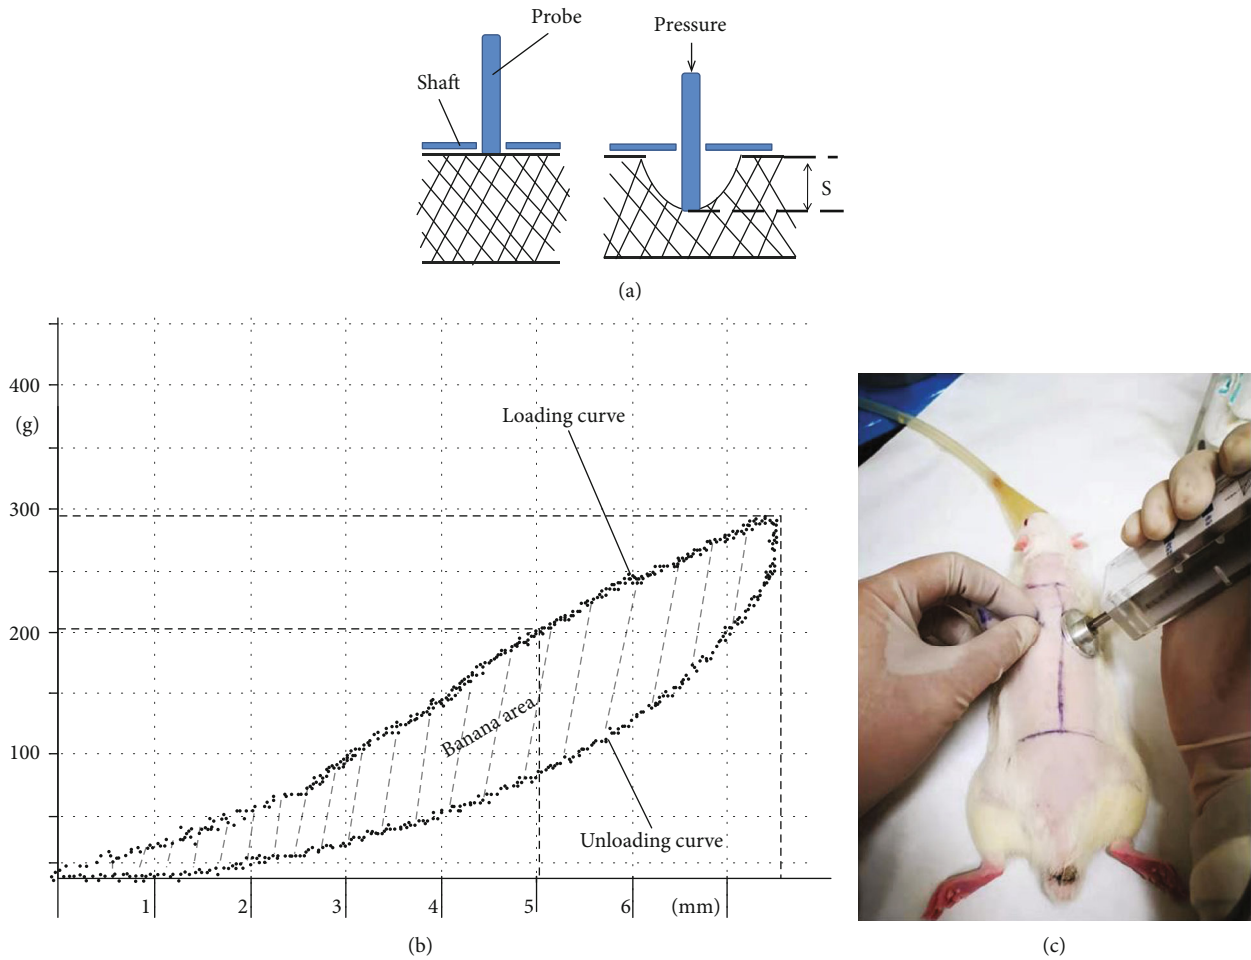 Probe
Pressure
Shaft
S
(a)
400
(g)
300
200
100
Loading curve
Banana area
Unloading curve
1 2 3 4 5 6 (mm)
(b)
(c)